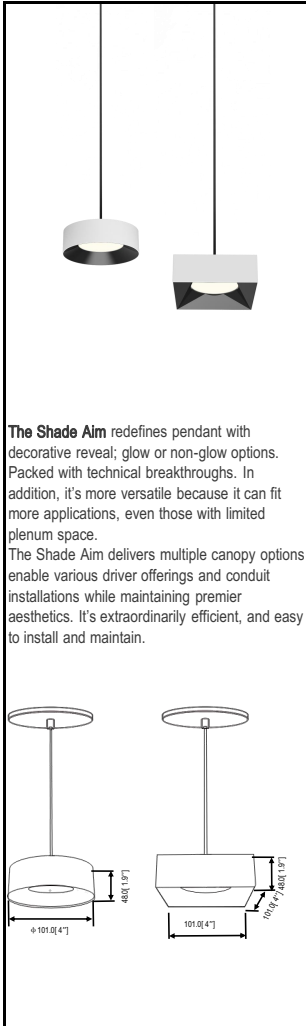 The Shade Aim redefines pendant with
decorative reveal; glow or non-glow options.
Packed with technical breakthroughs. In
addition, it's more versatile because it can fit
more applications, even those with limited
plenum space.
The Shade Aim delivers multiple canopy options
enable various driver offerings and conduit
installations while maintaining premier
aesthetics. It's extraordinarily efficient, and easy
to install and maintain.
48.0[ 1.9"]
ϕ 101.0[ 4"]
48.0[ 1.9"]
101.0[ 4"]
101.0[ 4"]